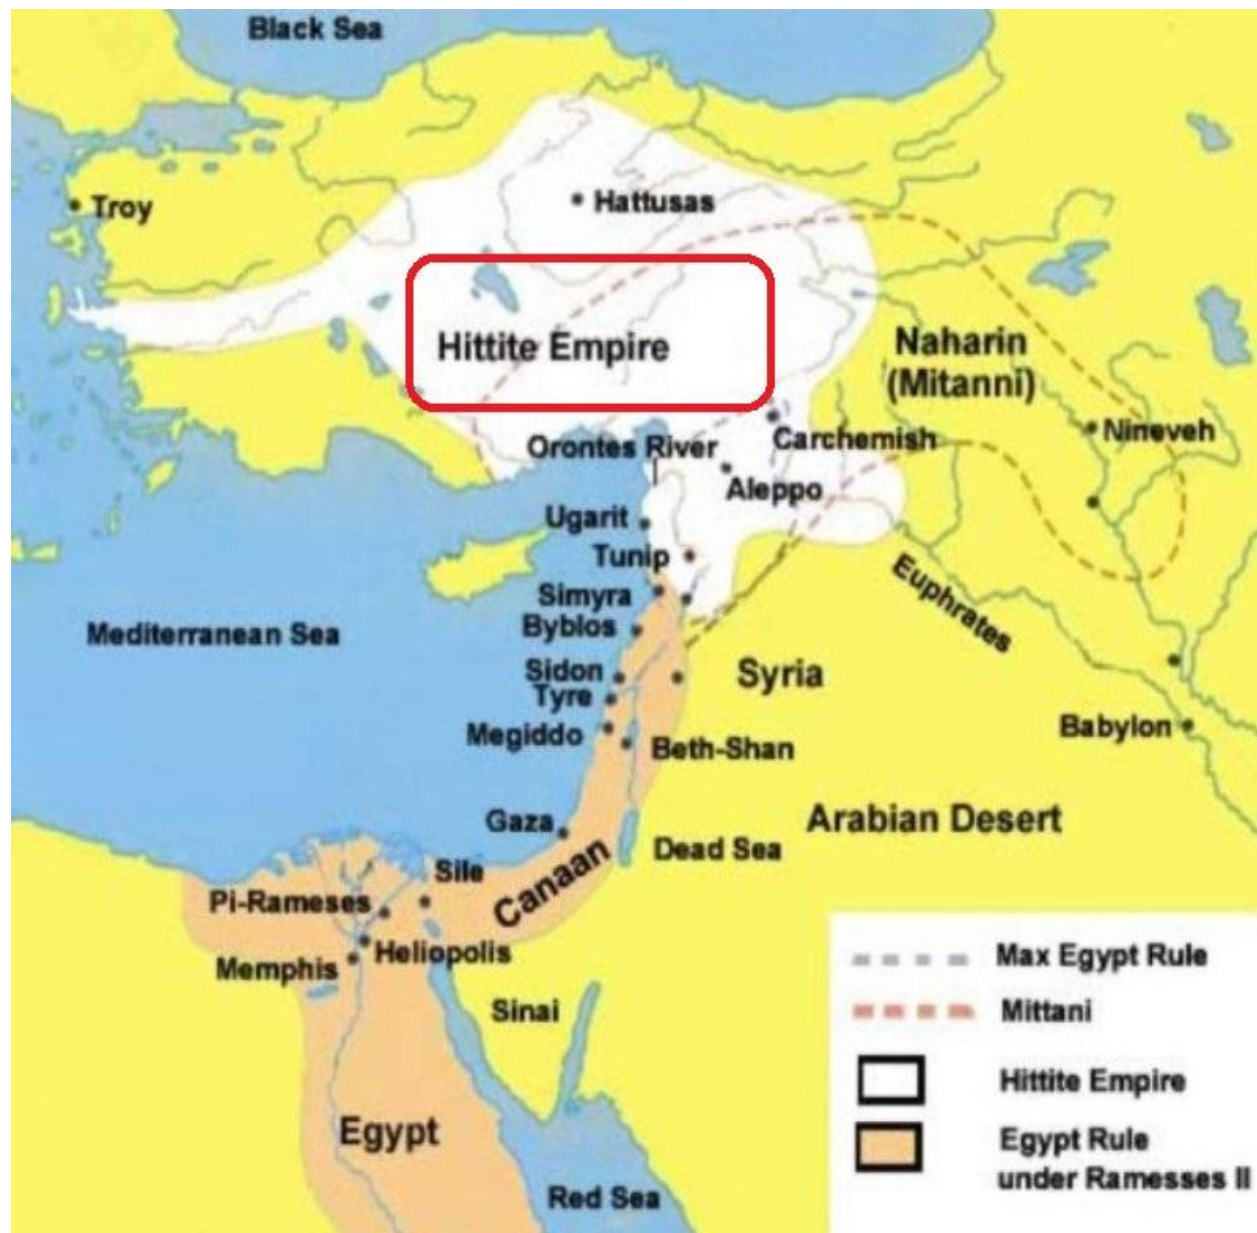 Black Sea
Troy
Hattusas
Hittite Empire
Naharin
(Mitanni)
Nineveh
Carchemish
Orontes River
Aleppo
Ugarit
Tunip
Simyra
Byblos
Euphrates
Mediterranean Sea
Sidon
Tyre
Syria
Megiddo
Beth-Shan
Babylon
Gaza
Arabian Desert
Dead Sea
Canaan
Sile
Pi-Rameses
Heliopolis
Memphis
Sinai
Egypt
Red Sea
Max Egypt Rule
Mittani
Hittite Empire
Egypt Rule
under Ramesses II